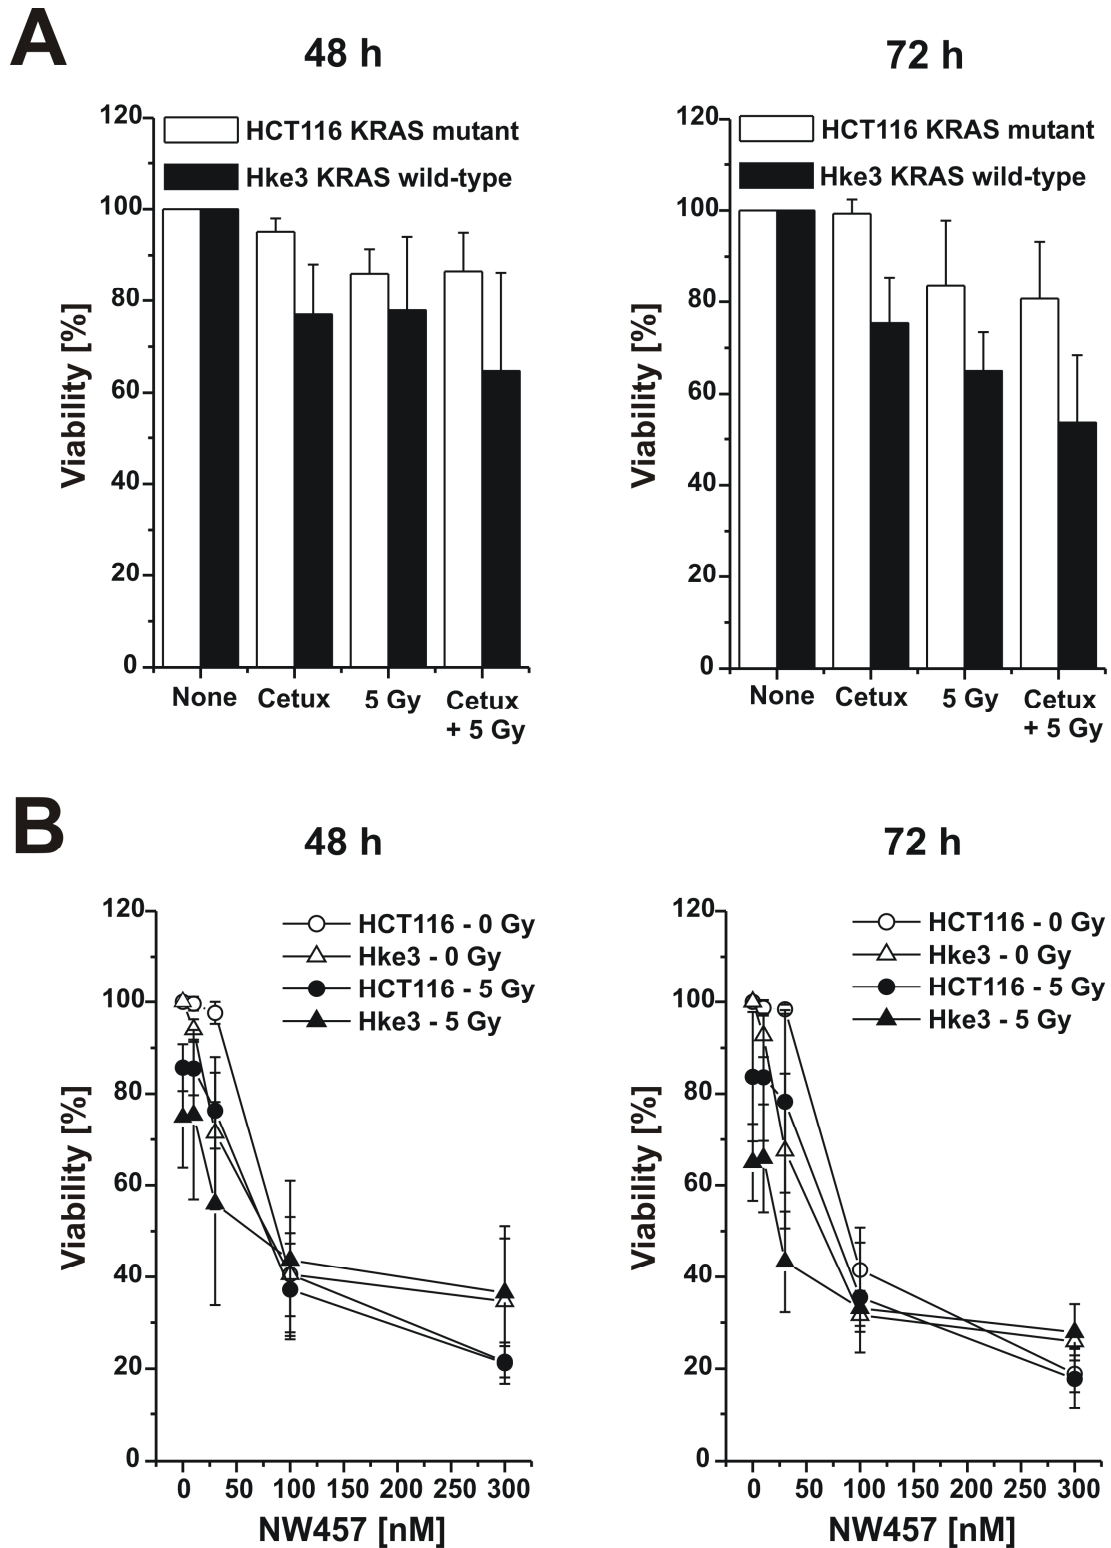 A
48 h
120
100
80
60
40
20
0
Viability [%]
HCT116 KRAS mutant
Hke3 KRAS wild-type
None Cetux 5 Gy Cetux
+ 5 Gy
72 h
120
100
80
60
40
20
0
Viability [%]
HCT116 KRAS mutant
Hke3 KRAS wild-type
None Cetux 5 Gy Cetux
+ 5 Gy
B
48 h
120
100
80
60
40
20
0
Viability [%]
HCT116 - 0 Gy
Hke3 - 0 Gy
HCT116 - 5 Gy
Hke3 - 5 Gy
0 50 100 150 200 250 300
NW457 [nM]
72 h
120
100
80
60
40
20
0
Viability [%]
HCT116 - 0 Gy
Hke3 - 0 Gy
HCT116 - 5 Gy
Hke3 - 5 Gy
0 50 100 150 200 250 300
NW457 [nM]